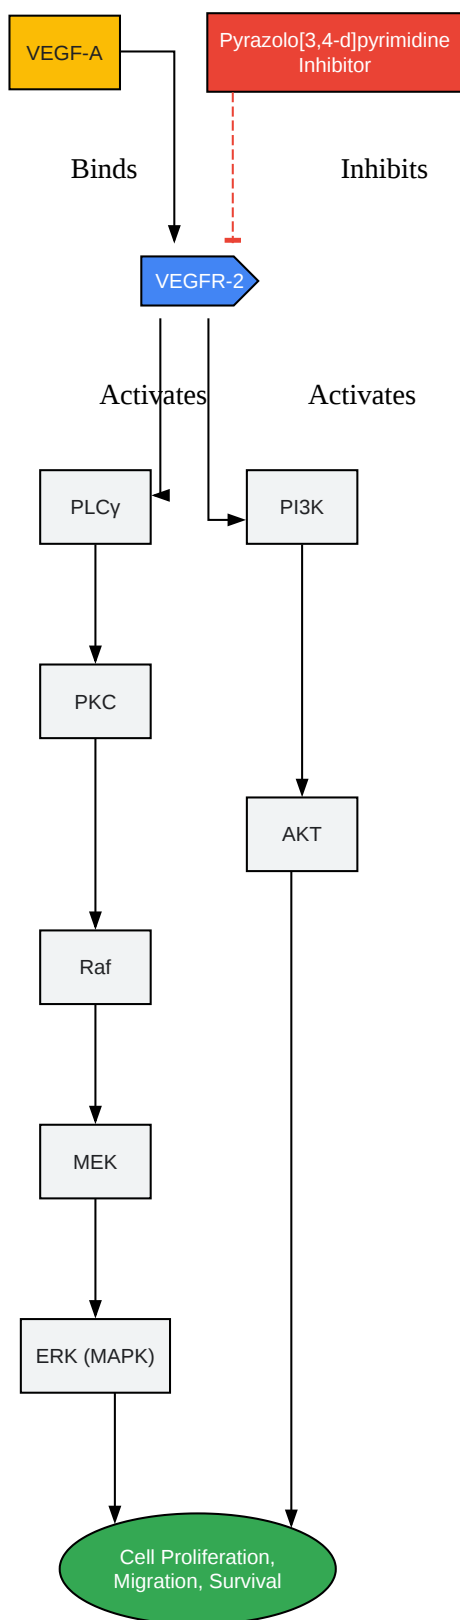 VEGF-A
Pyrazolo[3,4-d]pyrimidine
Inhibitor
Binds
Inhibits
VEGFR-2
Activates
Activates
PLCγ
PI3K
PKC
AKT
Raf
MEK
ERK (MAPK)
Cell Proliferation,
Migration, Survival